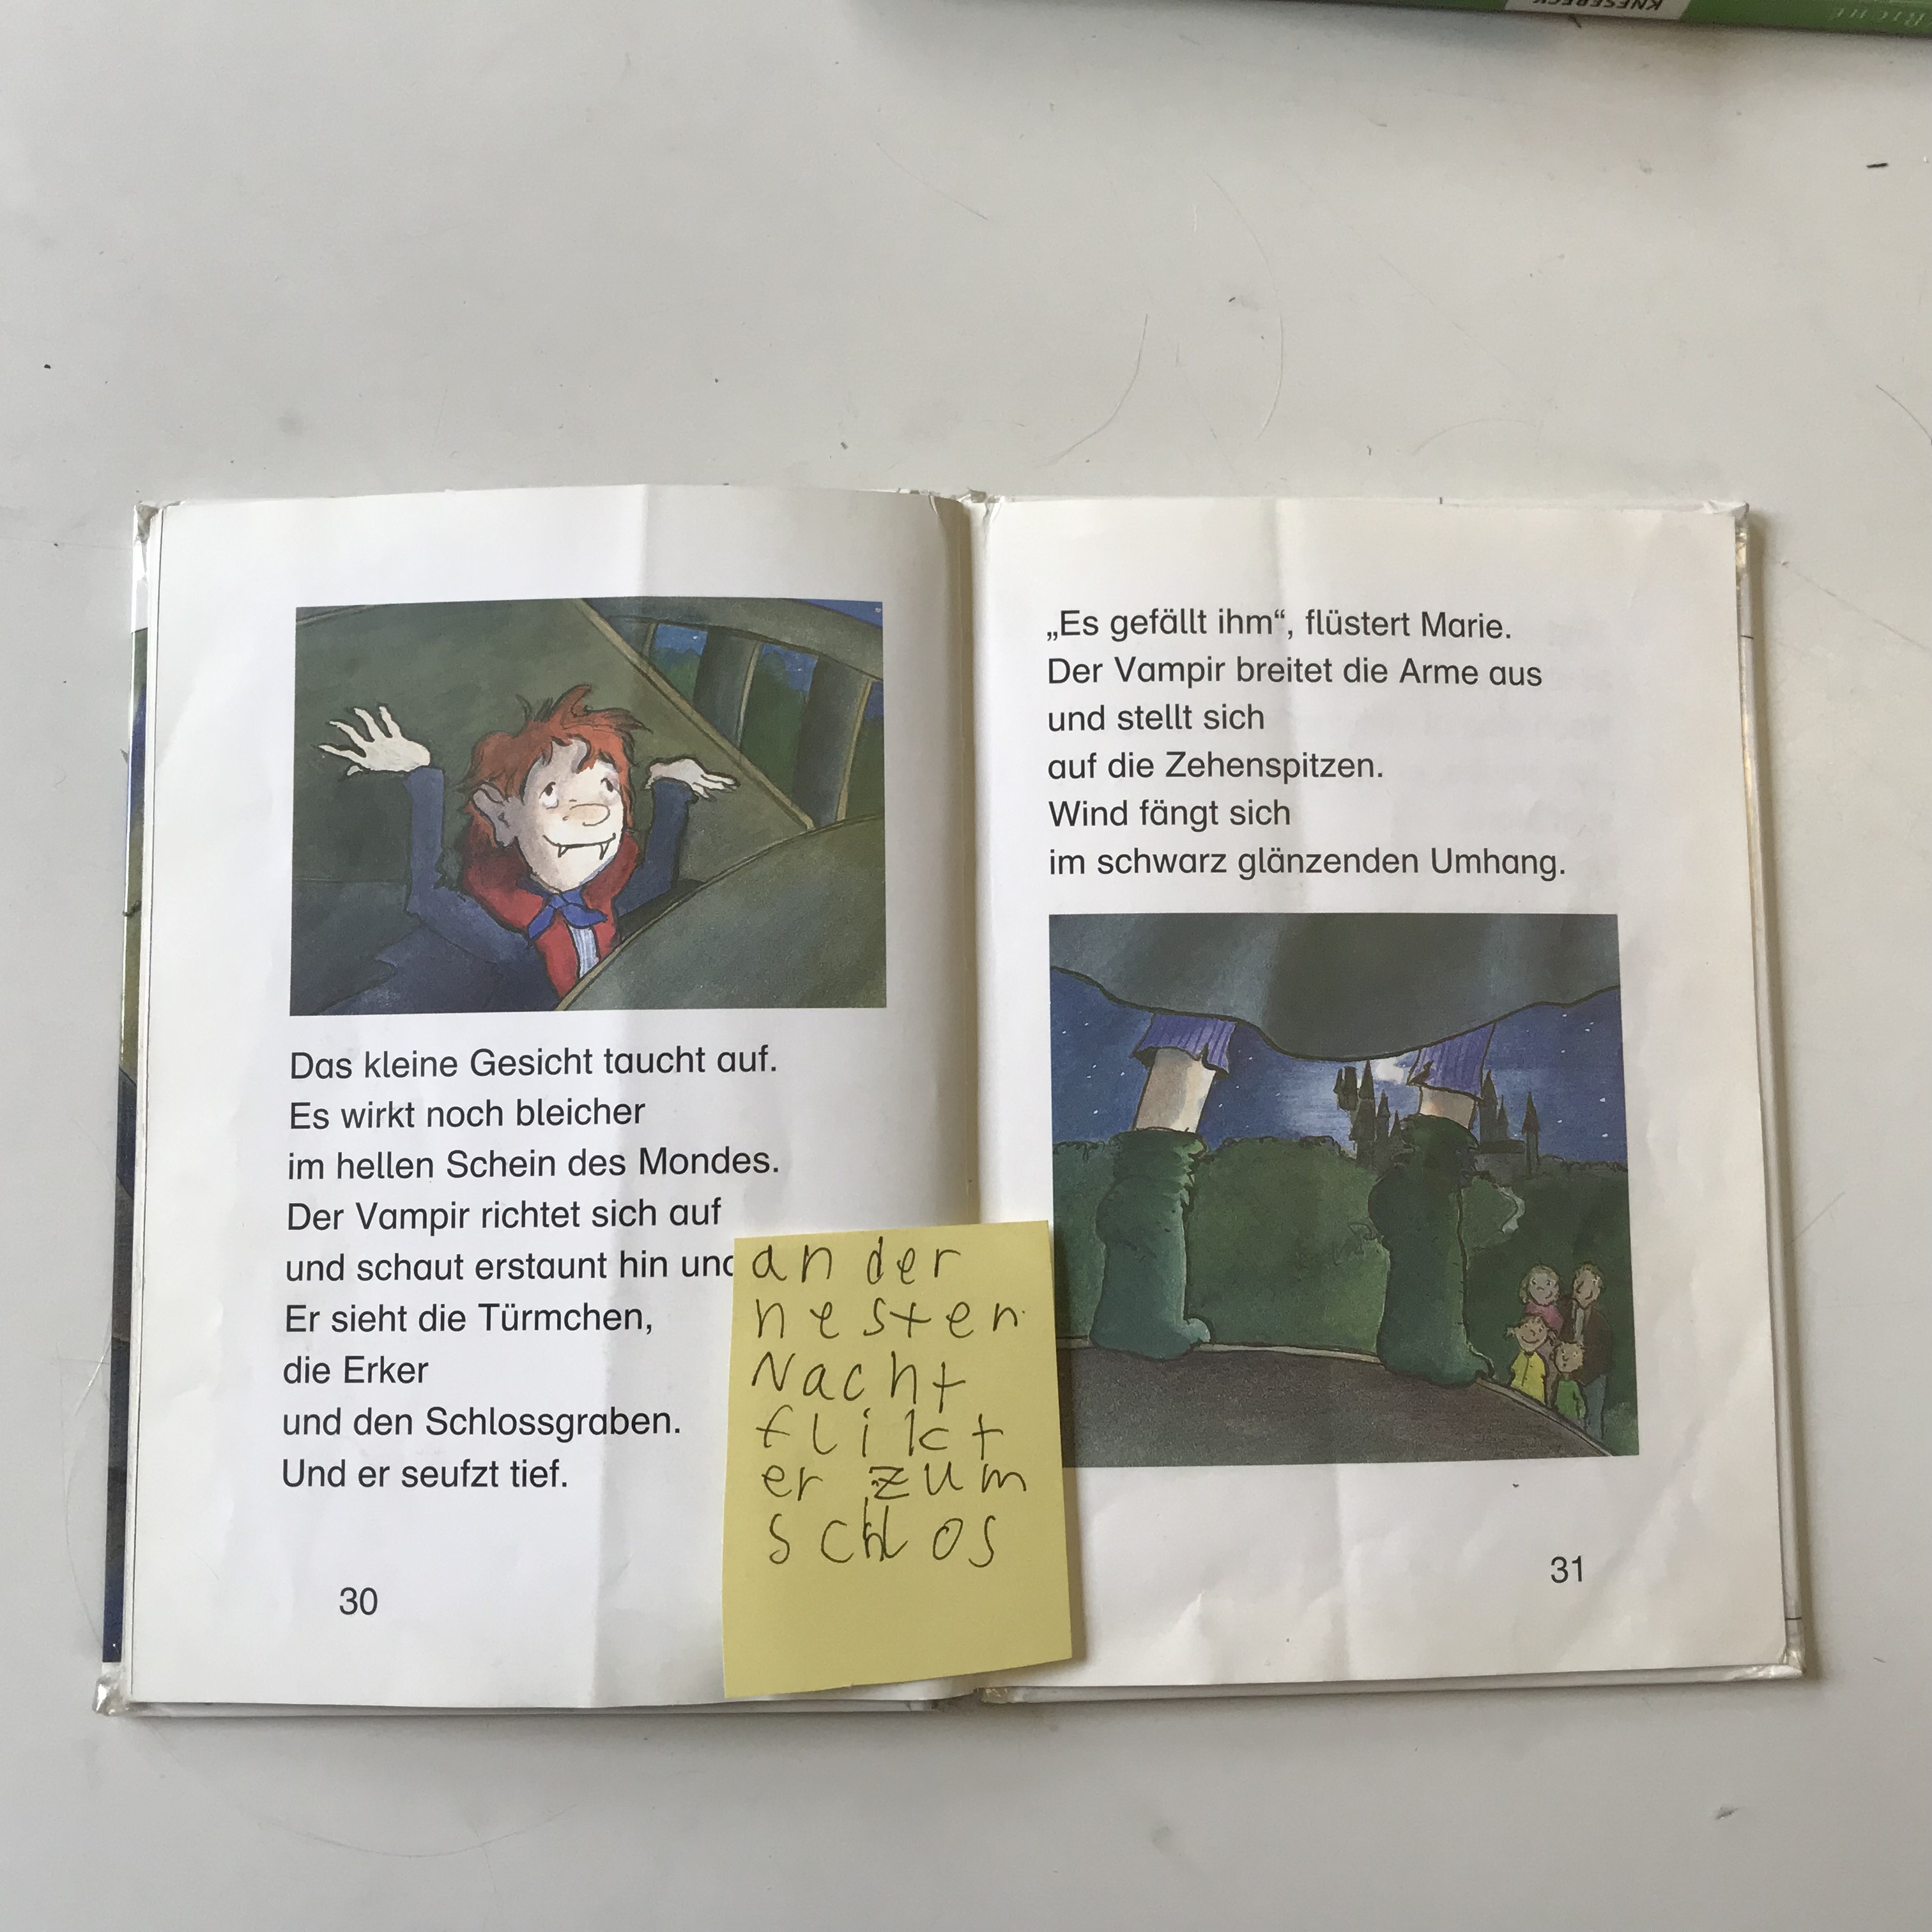 KNESEBECK
Das kleine Gesicht taucht auf.
Es wirkt noch bleicher
im hellen Schein des Mondes.
Der Vampir richtet sich auf
und schaut erstaunt hin und
Er sieht die Türmchen,
die Erker
und den Schlossgraben.
Und er seufzt tief.
30
an der
nesten
Nacht
flikt
er zum
schlos
„Es gefällt ihm“, flüstert Marie.
Der Vampir breitet die Arme aus
und stellt sich
auf die Zehenspitzen.
Wind fängt sich
im schwarz glänzenden Umhang.
31